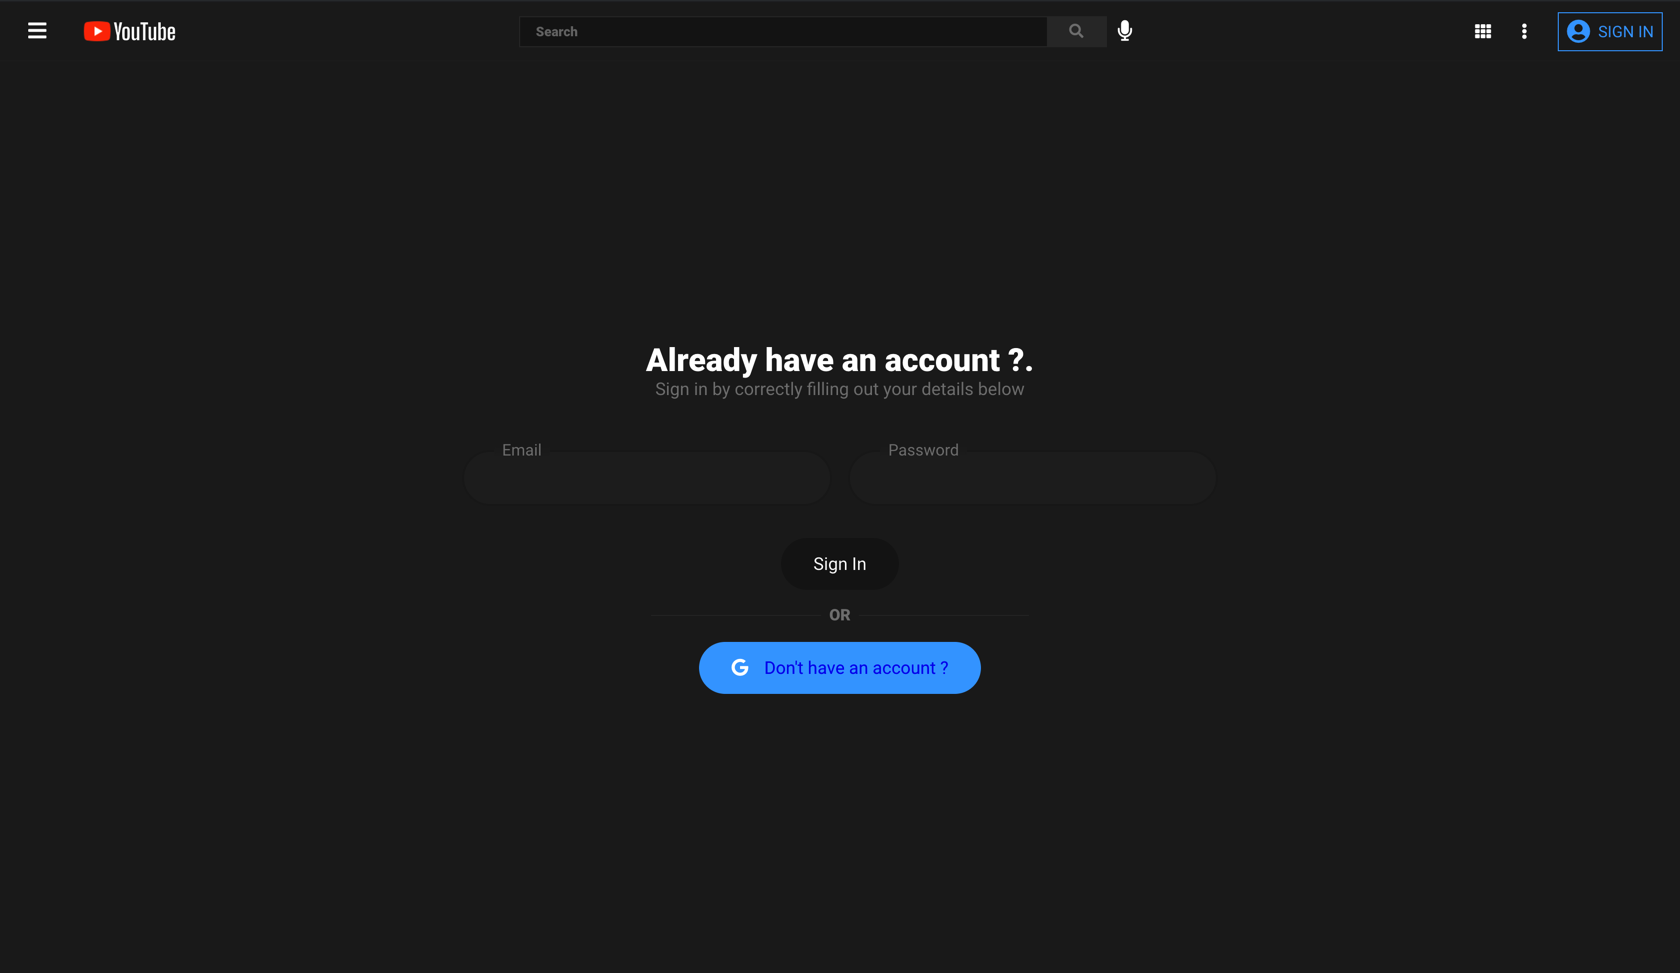 YouTube
Search
SIGN IN
Already have an account ?.
Sign in by correctly filling out your details below
Email
Password
Sign In
OR
G Don't have an account ?